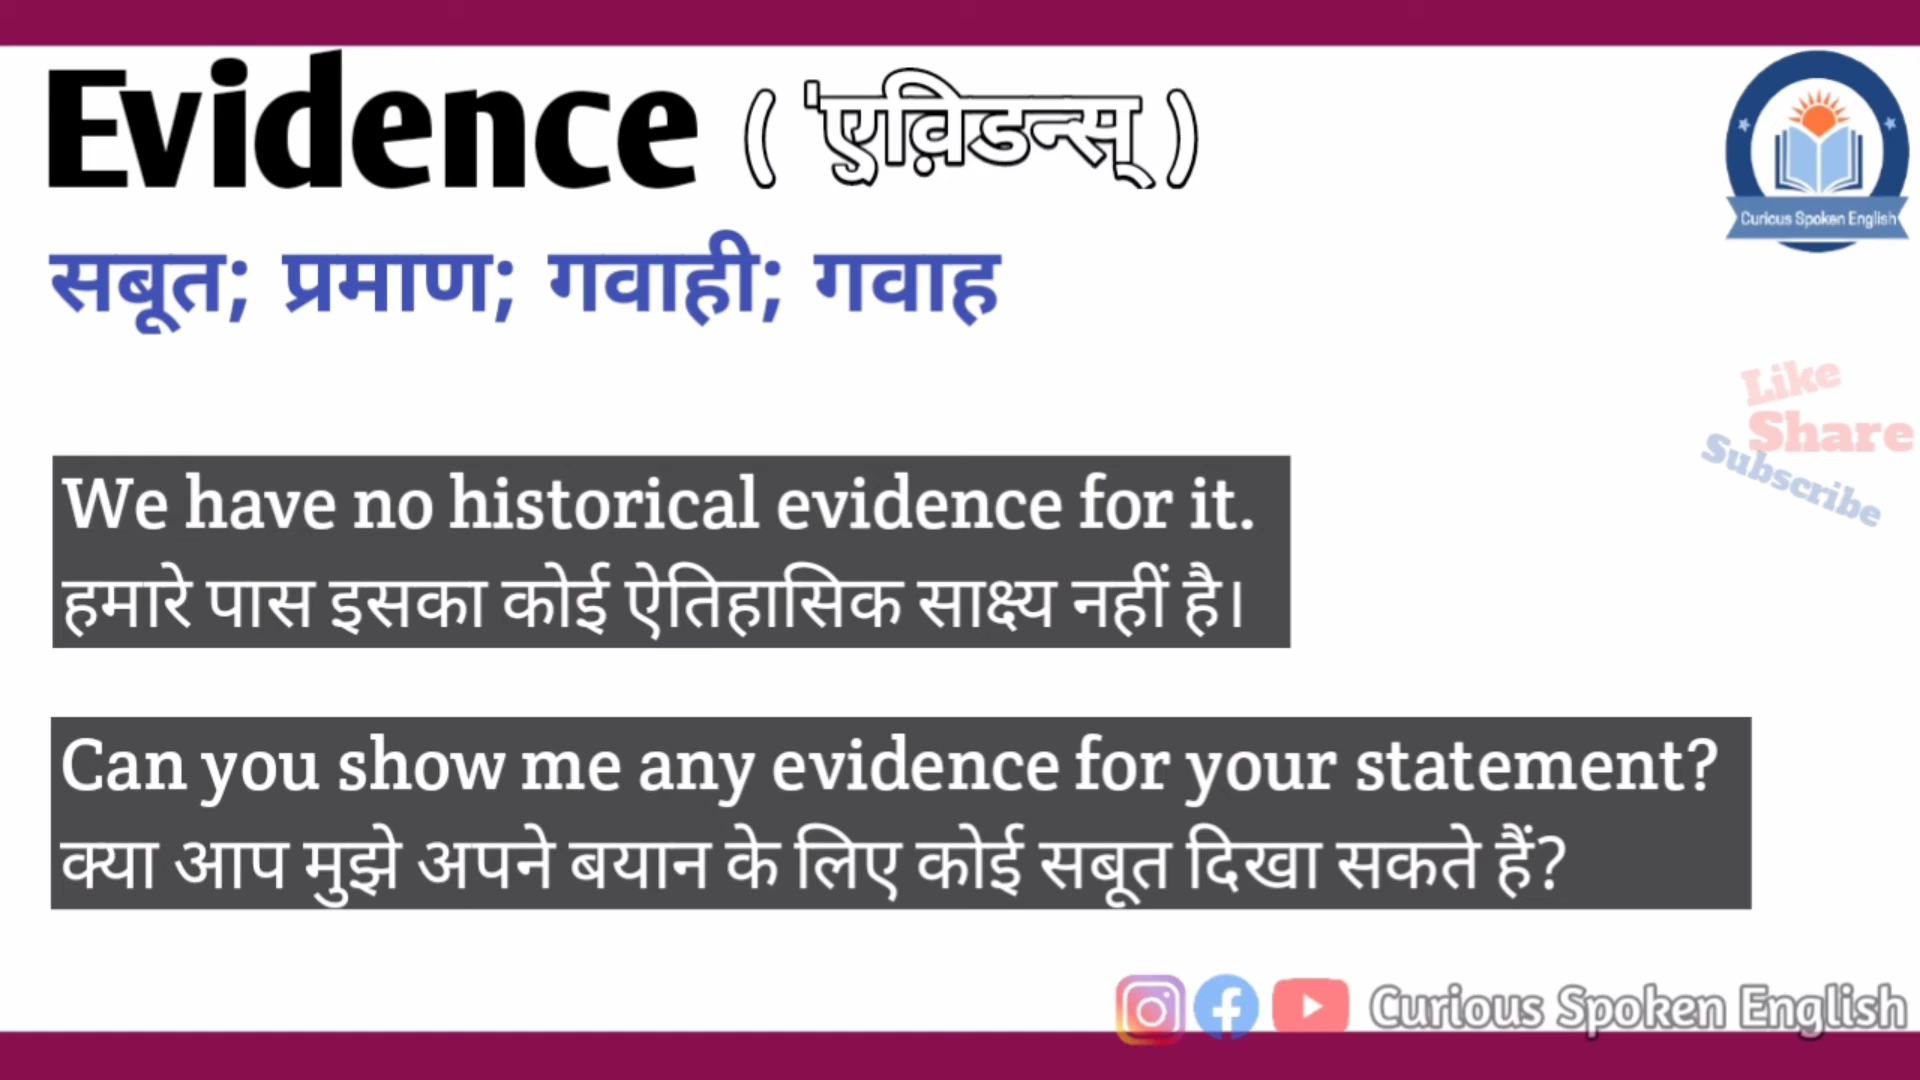 Evidence ( 'एव़िडन्स् )
Curious Spoken English
सबूत; प्रमाण; गवाही; गवाह
Like
Share
Subscribe
We have no historical evidence for it.
हमारे पास इसका कोई ऐतिहासिक साक्ष्य नहीं है।
Can you show me any evidence for your statement?
क्या आप मुझे अपने बयान के लिए कोई सबूत दिखा सकते हैं?
Curious Spoken English